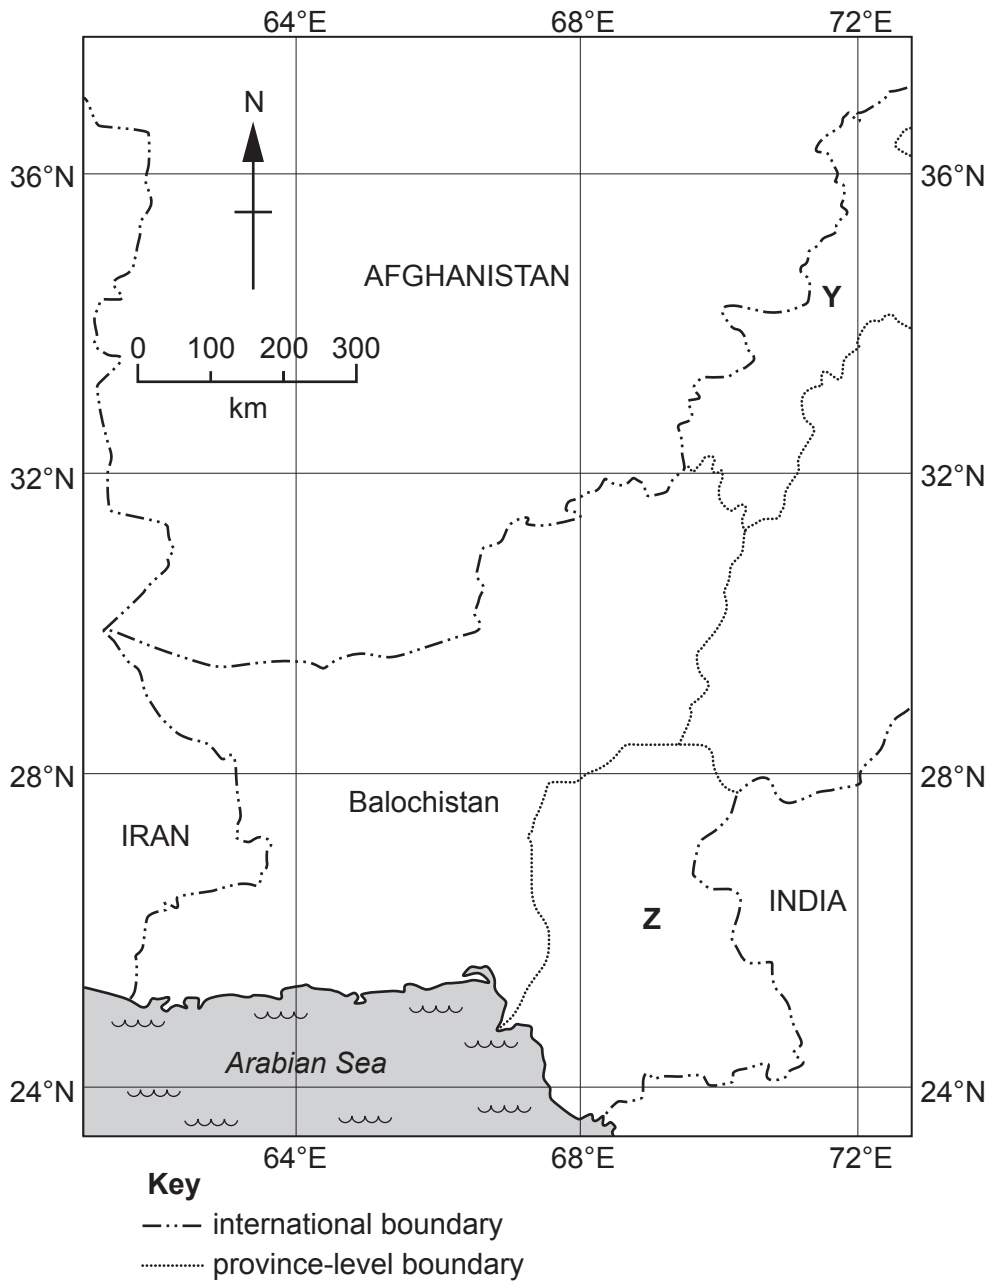 64°E 68°E 72°E
N
36°N 36°N
AFGHANISTAN
Y
0 100 200 300
km
32°N 32°N
28°N 28°N
Balochistan
IRAN
INDIA
Z
Arabian Sea
24°N 24°N
64°E 68°E 72°E
Key
international boundary
province-level boundary